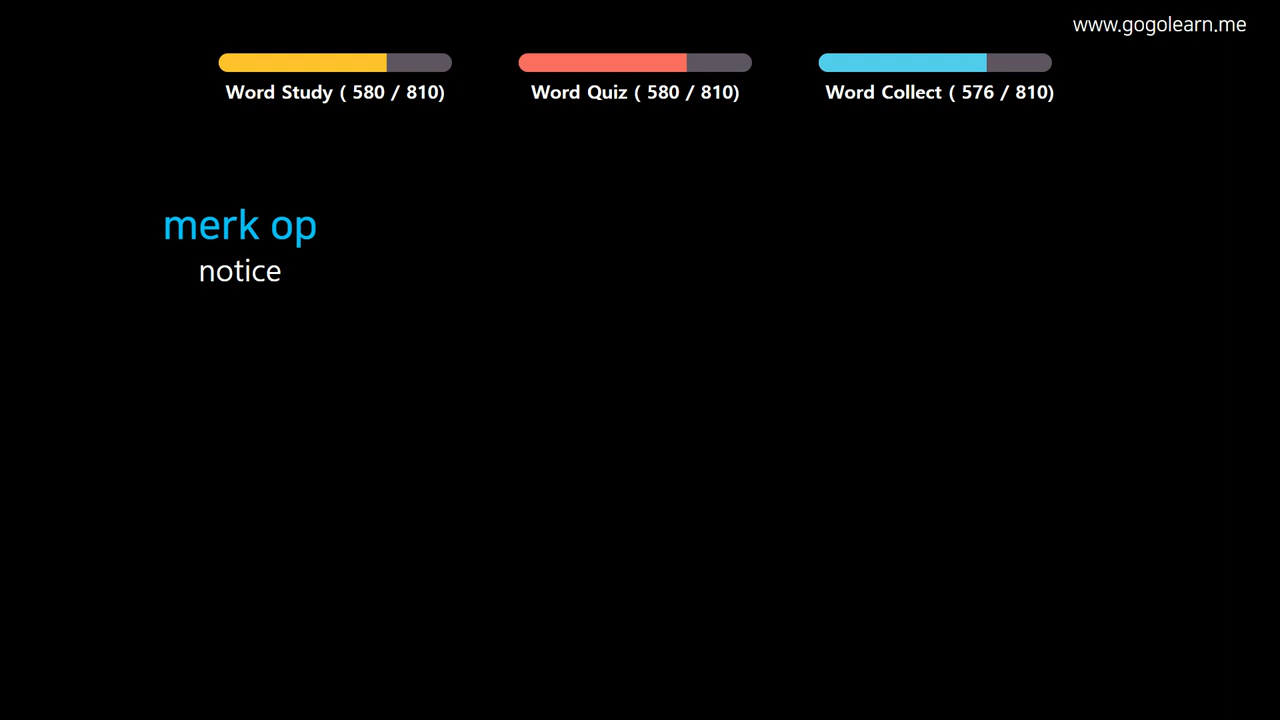 www.gogolearn.me
Word Study ( 580 / 810)
Word Quiz ( 580 / 810)
Word Collect ( 576 / 810)
merk op
notice